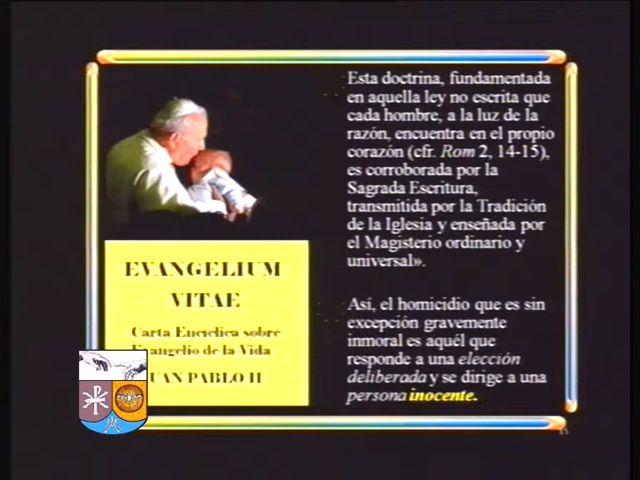 Esta doctrina, fundamentada
en aquella ley no escrita que
cada hombre, a la luz de la
razón, encuentra en el propio
corazón (cfr. Rom 2, 14-15),
es corroborada por la
Sagrada Escritura,
transmitida por la Tradición
de la Iglesia y enseñada por
el Magisterio ordinario y
universal».
Así, el homicidio que es sin
excepción gravemente
inmoral es aquél que
responde a una elección
deliberada y se dirige a una
persona inocente.
EVANGELIUM
VITAE
Carta Encíclica sobre
Evangelio de la Vida
UAN PABLO II